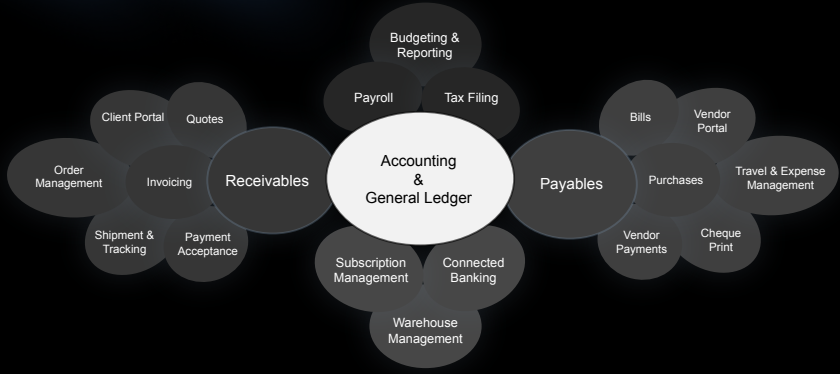 Budgeting &
Reporting
Payroll
Tax Filing
Accounting
&
General Ledger
Client Portal
Quotes
Order
Management
Invoicing
Receivables
Shipment &
Tracking
Payment
Acceptance
Subscription
Management
Connected
Banking
Warehouse
Management
Bills
Vendor
Portal
Payables
Purchases
Travel & Expense
Management
Vendor
Payments
Cheque
Print